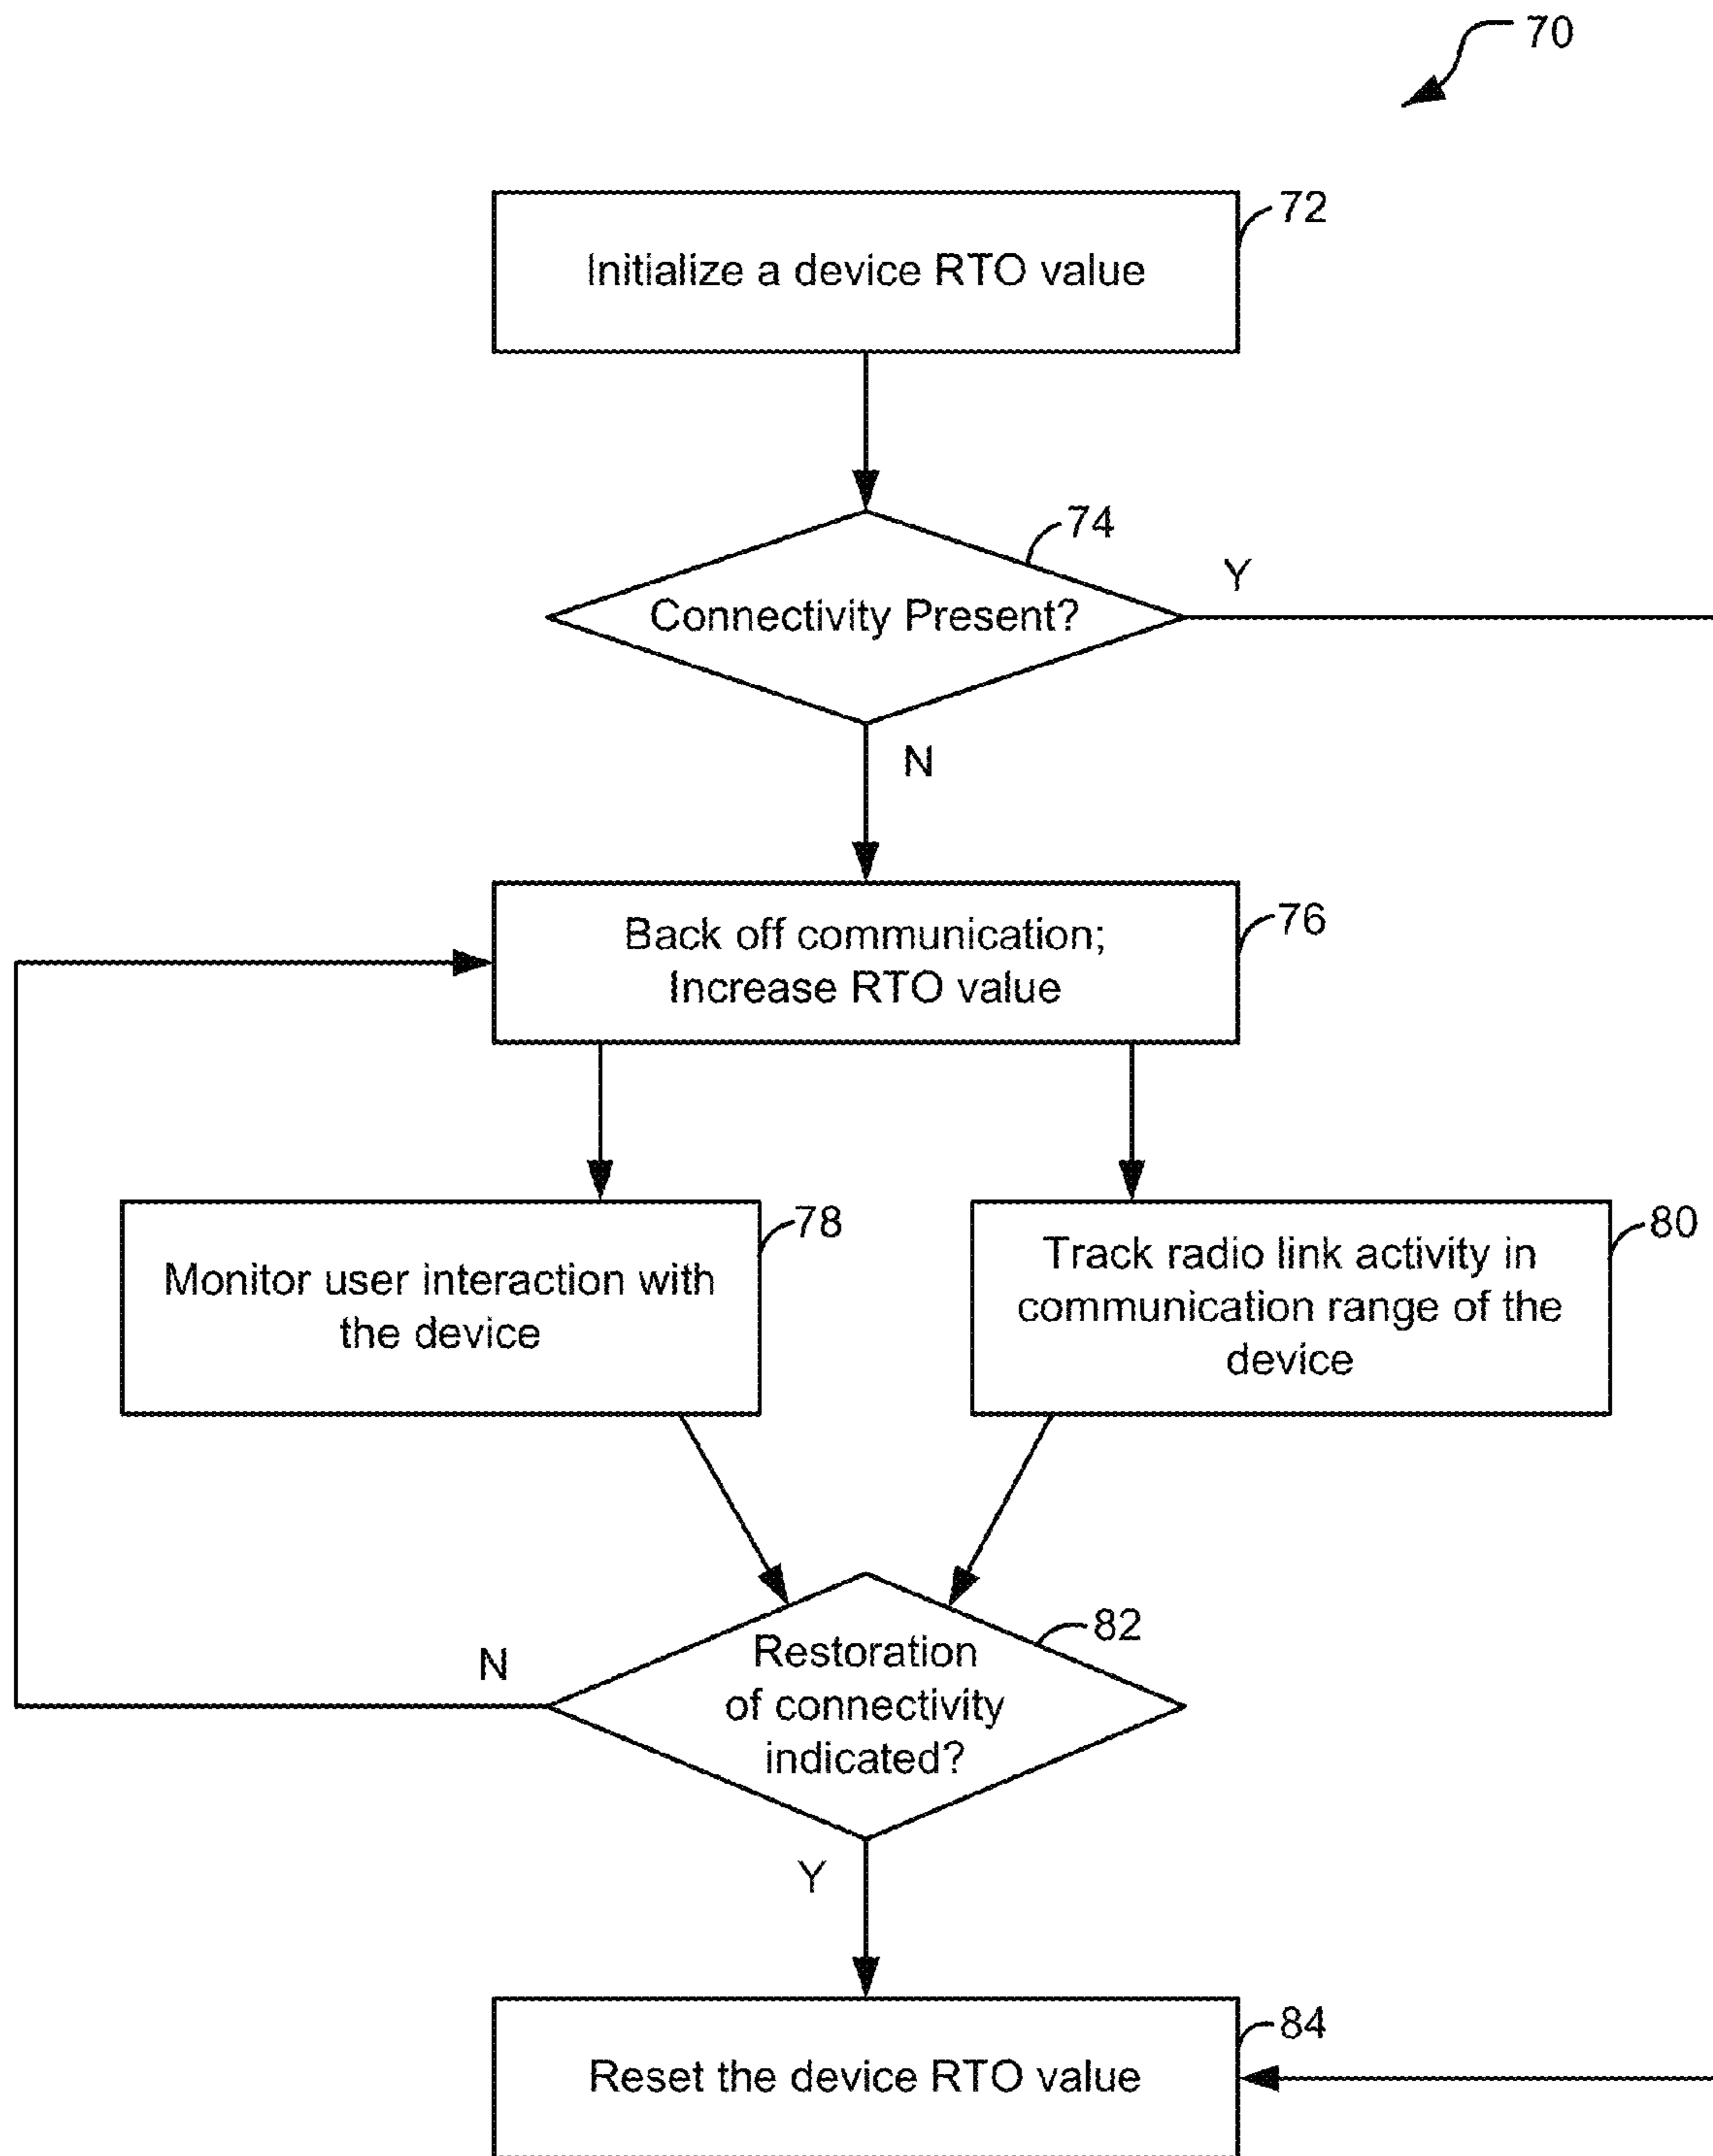 70
72
Initialize a device RTO value
74
Y
Connectivity Present?
N
76
Back off communication;
Increase RTO value
78
Monitor user interaction with
the device
80
Track radio link activity in
communication range of the
device
82
Restoration
of connectivity
indicated?
N
Y
84
Reset the device RTO value